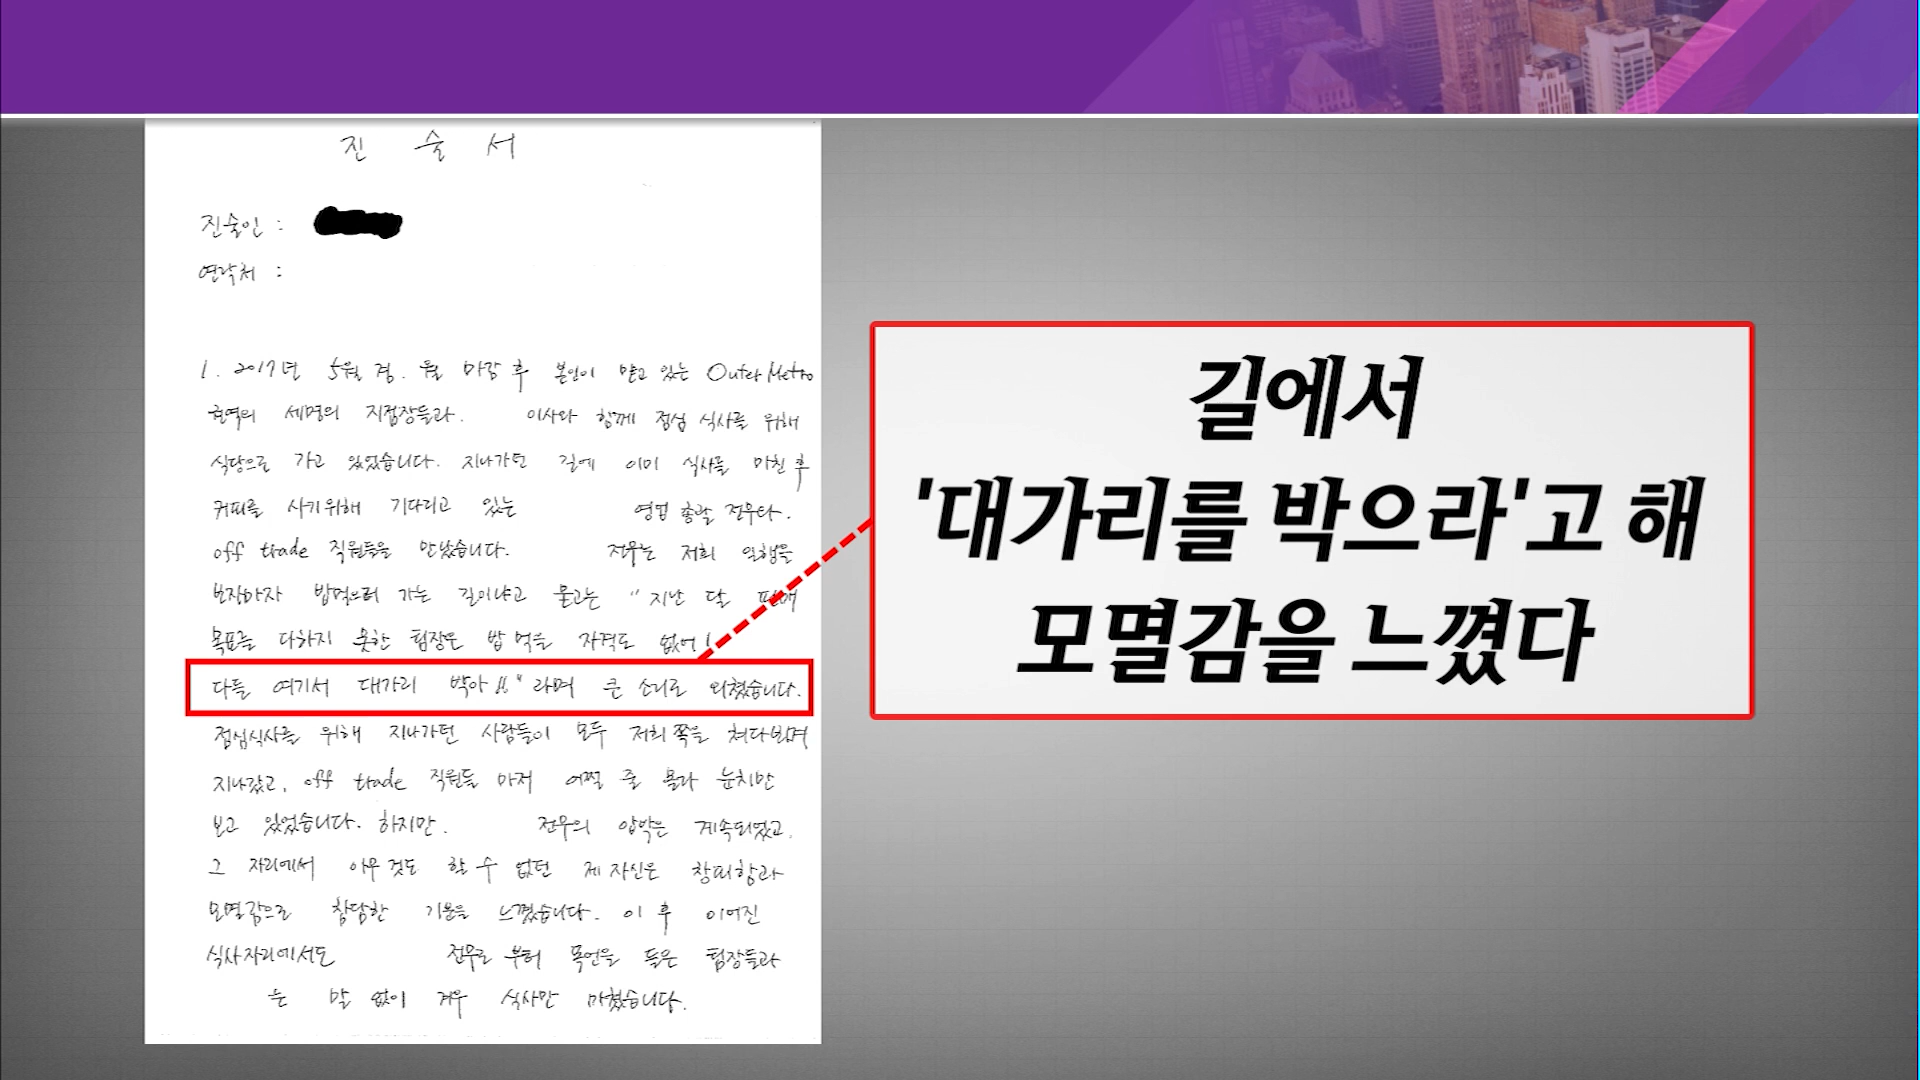 진 술 서
진술인 :
연락처 :
1. 2017년 5월 경. 월 마감 후 본인이 맡고 있는 Outer Metro
권역의 세명의 지점장들과. 이사와 함께 점심 식사를 위해
식당으로 가고 있었습니다. 지나가던 길에 이미 식사를 마친 후
커피를 사기위해 기다리고 있는 영업 총괄 전무와.
off trade 직원들을 만났습니다. 전무는 저희 일행을
보자마자 밥먹으러 가는 길이냐고 묻고는 "지난 달 판매
목표를 다하지 못한 팀장은 밥 먹을 자격도 없어!
다들 여기서 대가리 박아!!" 라며 큰 소리로 외쳤습니다.
점심식사를 위해 지나가던 사람들이 모두 저희 쪽을 쳐다보며
지나갔고, off trade 직원들 마저 어쩔 줄 몰라 눈치만
보고 있었습니다. 하지만. 전무의 압박은 계속되었고,
그 자리에서 아무 것도 할 수 없던 제 자신은 창피함과
모멸감으로 참담한 기분을 느꼈습니다. 이 후 이어진
식사자리에서도 전무로 부터 폭언을 들은 팀장들과
는 말 없이 겨우 식사만 마쳤습니다.
길에서
'대가리를 박으라'고 해
모멸감을 느꼈다